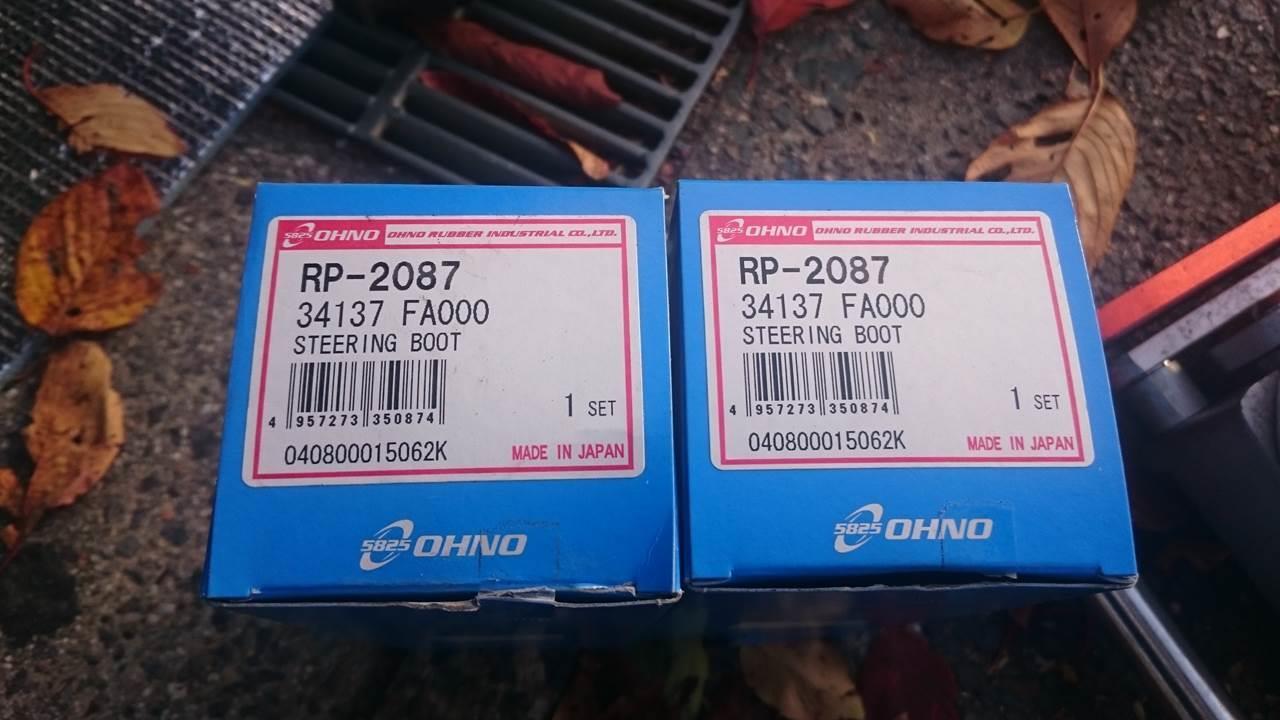 5825 OHNO OHNO RUBBER INDUSTRIAL CO.,LTD.
RP-2087
34137 FA000
STEERING BOOT
4 957273 350874
1 SET
040800015062K
MADE IN JAPAN
5825 OHNO
5825 OHNO OHNO RUBBER INDUSTRIAL CO.,LTD.
RP-2087
34137 FA000
STEERING BOOT
4 957273 350874
1 SET
040800015062K
MADE IN JAPAN
5825 OHNO